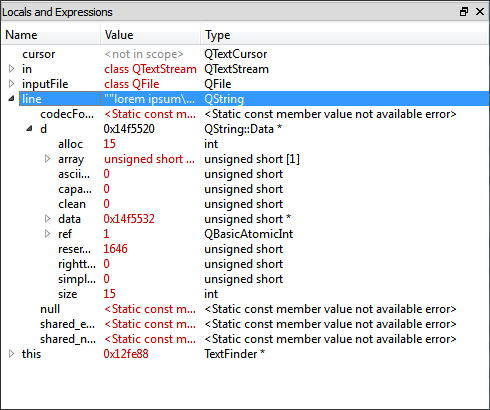 Locals and Expressions
Name Value Type
cursor <not in scope> QTextCursor
in class QTextStream QTextStream
inputFile class QFile QFile
line ""lorem ipsum\... QString
codecFo... <Static const m... <Static const member value not available error>
d 0x14f5520 QString::Data *
alloc 15 int
array unsigned short ... unsigned short [1]
ascii... 0 unsigned short
capa... 0 unsigned short
clean 0 unsigned short
data 0x14f5532 unsigned short *
ref 1 QBasicAtomicInt
reser... 1646 unsigned short
rightt... 0 unsigned short
simpl... 0 unsigned short
size 15 int
null <Static const m... <Static const member value not available error>
shared_e... <Static const m... <Static const member value not available error>
shared_n... <Static const m... <Static const member value not available error>
this 0x12fe88 TextFinder *